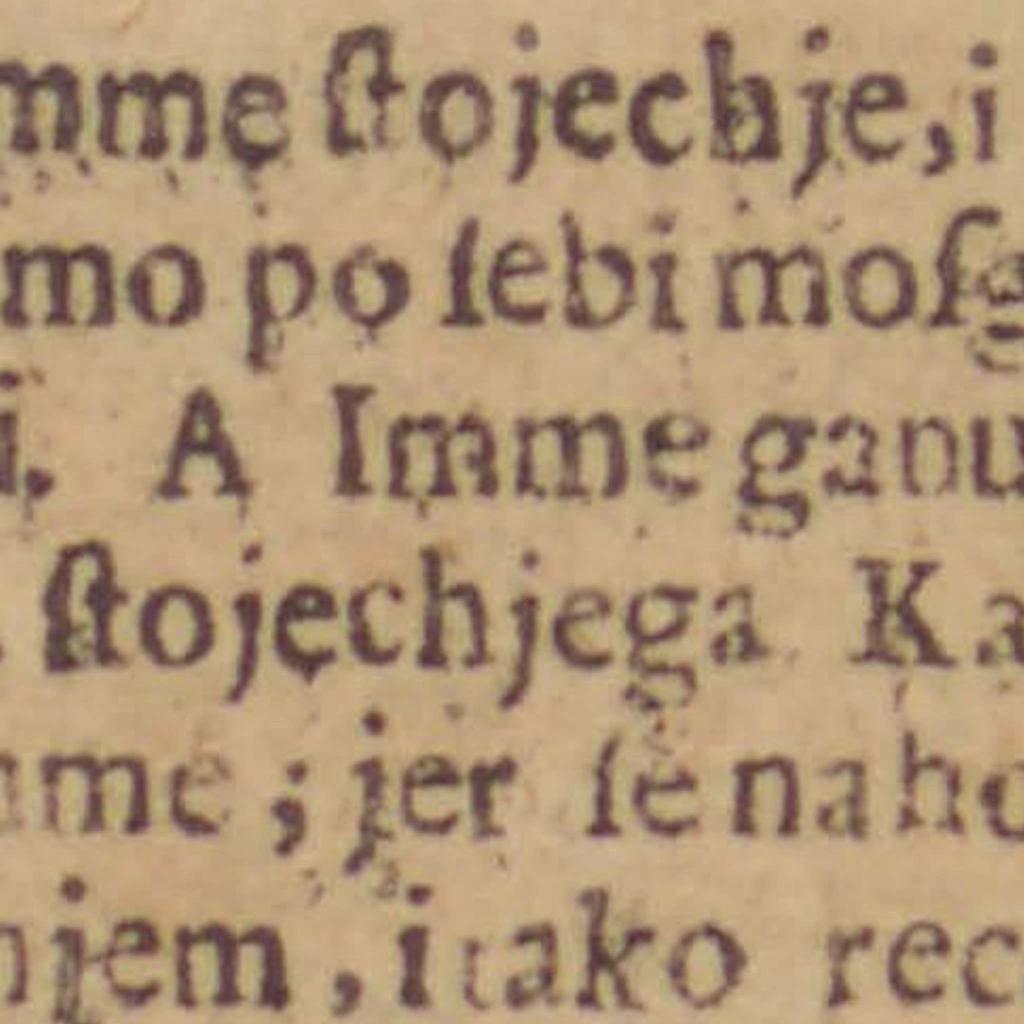 mme ſtojechje, i
mo po ſebi moſg
i. A Imme ganu
ſtojechjega Ka
me ; jer ſe naho
njem , i tako rec